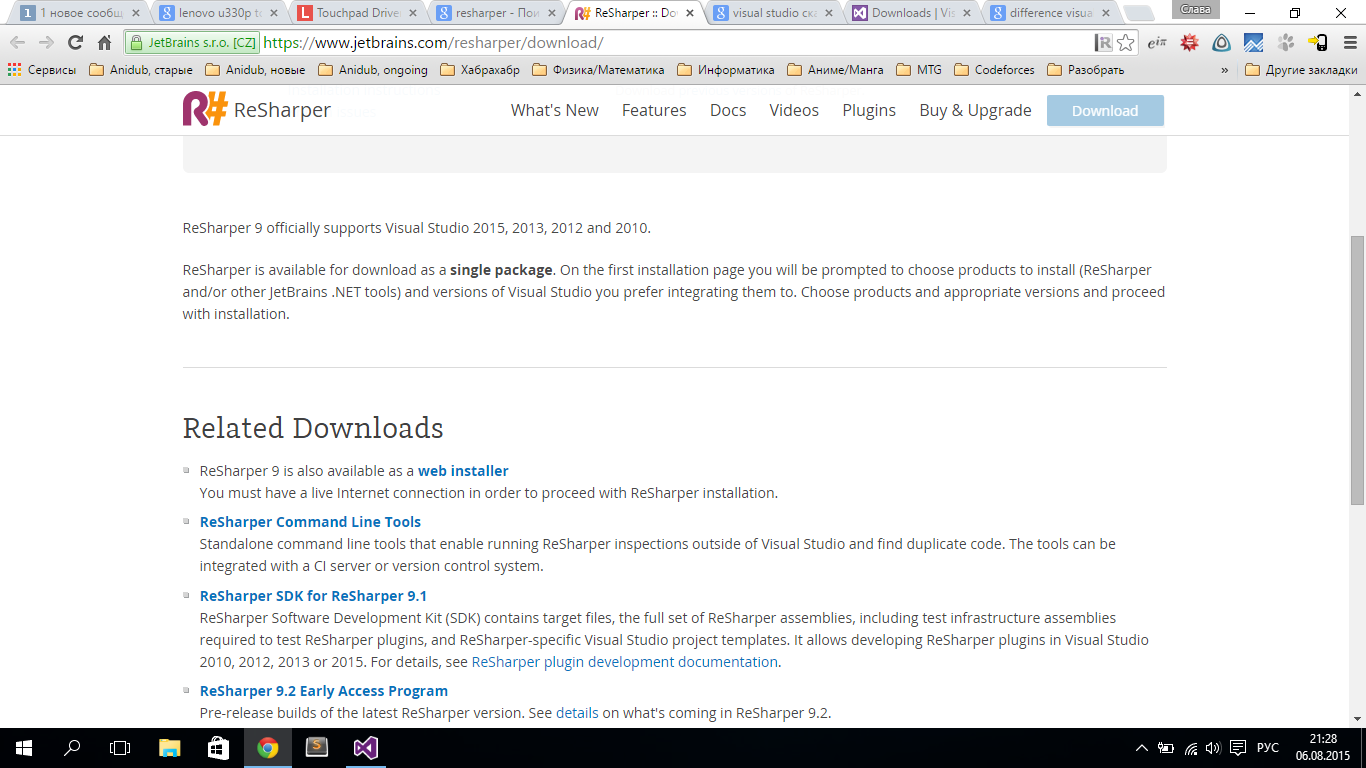 1 новое сообщ
lenovo u330p to
Touchpad Drive
resharper - Пои
ReSharper :: Do
visual studio ска
Downloads | Vis
difference visua
Слава
JetBrains s.r.o. [CZ] https://www.jetbrains.com/resharper/download/
Сервисы Anidub, старые Anidub, новые Anidub, ongoing Хабрахабр Физика/Математика Информатика Аниме/Манга MTG Codeforces Разобрать » Другие закладки
ReSharper What's New Features Docs Videos Plugins Buy & Upgrade Download
ReSharper 9 officially supports Visual Studio 2015, 2013, 2012 and 2010.
ReSharper is available for download as a single package. On the first installation page you will be prompted to choose products to install (ReSharper
and/or other JetBrains .NET tools) and versions of Visual Studio you prefer integrating them to. Choose products and appropriate versions and proceed
with installation.
Related Downloads
ReSharper 9 is also available as a web installer
You must have a live Internet connection in order to proceed with ReSharper installation.
ReSharper Command Line Tools
Standalone command line tools that enable running ReSharper inspections outside of Visual Studio and find duplicate code. The tools can be
integrated with a CI server or version control system.
ReSharper SDK for ReSharper 9.1
ReSharper Software Development Kit (SDK) contains target files, the full set of ReSharper assemblies, including test infrastructure assemblies
required to test ReSharper plugins, and ReSharper-specific Visual Studio project templates. It allows developing ReSharper plugins in Visual Studio
2010, 2012, 2013 or 2015. For details, see ReSharper plugin development documentation.
ReSharper 9.2 Early Access Program
Pre-release builds of the latest ReSharper version. See details on what's coming in ReSharper 9.2.
РУС
21:28
06.08.2015